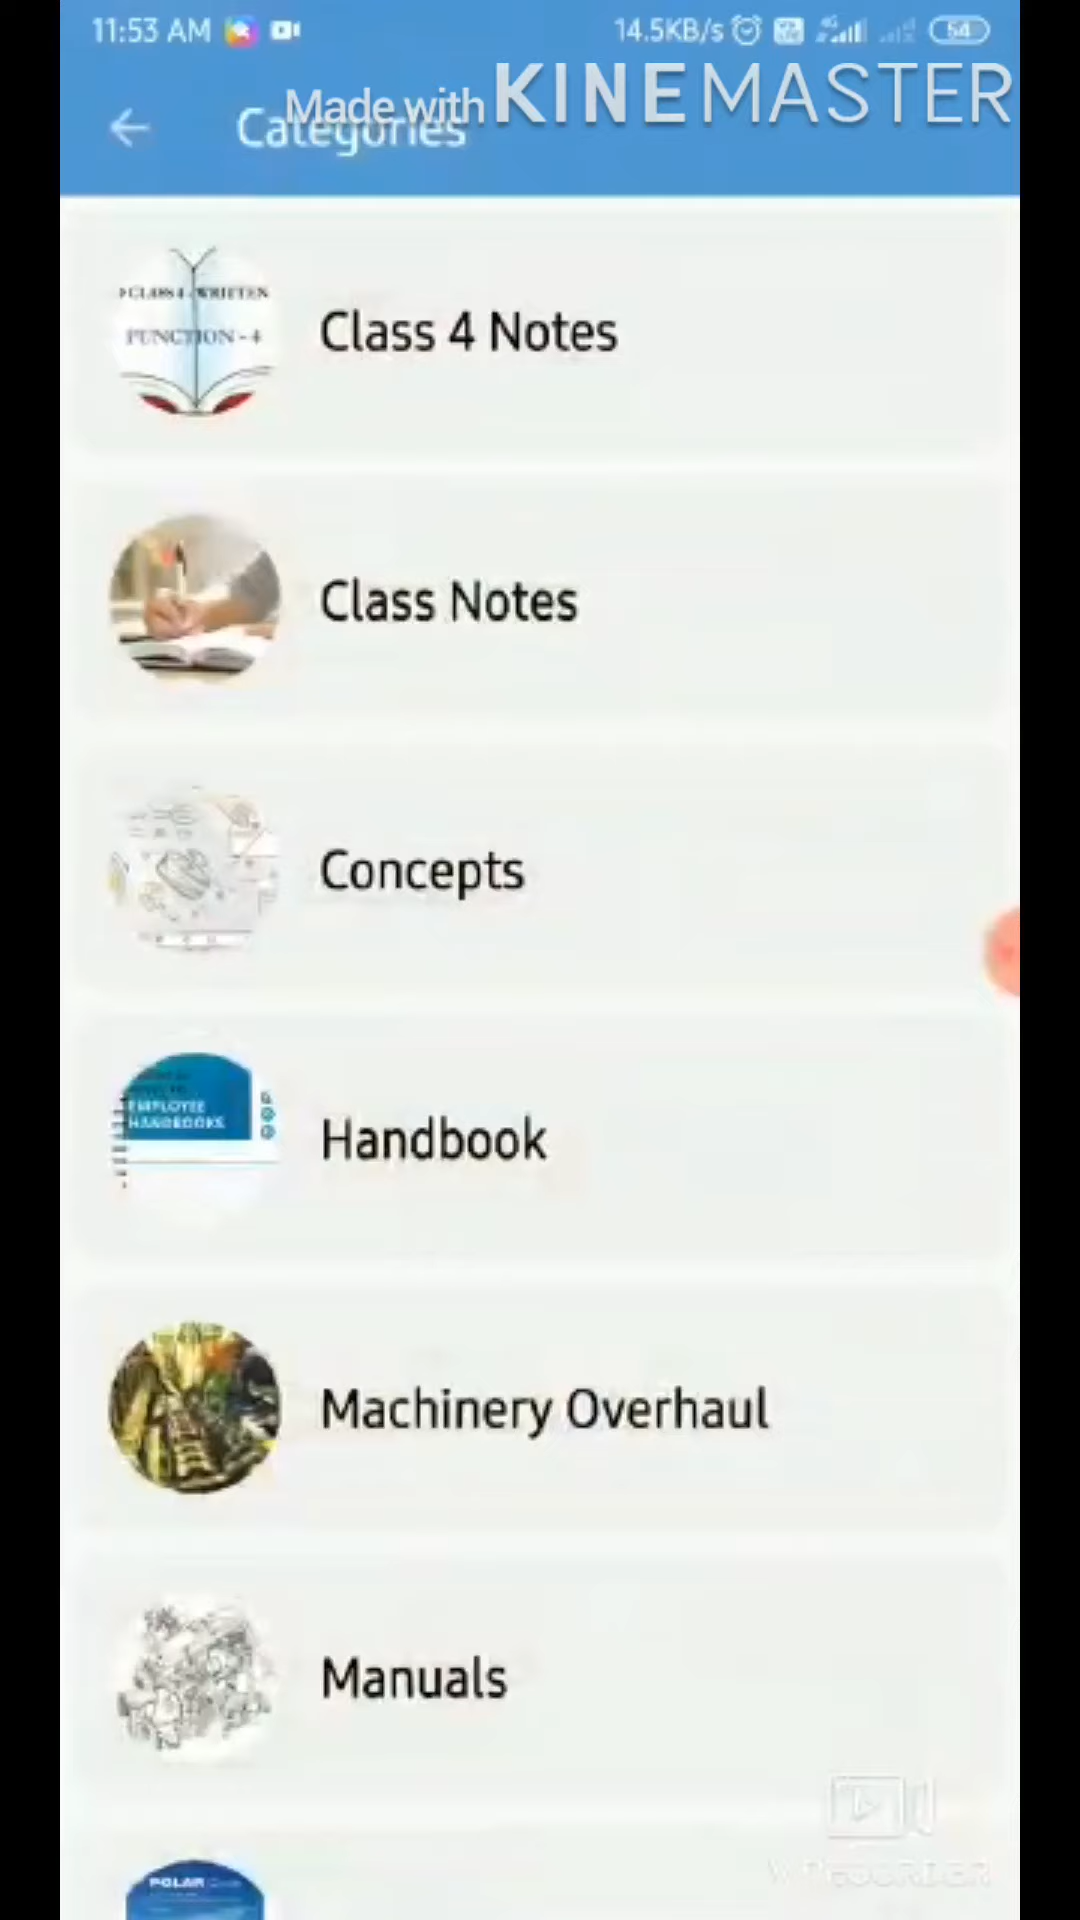 11:53 AM
14.5KB/s
54
Made with KINEMASTER
Categories
CLASS 4 WRITTEN
FUNCTION - 4
Class 4 Notes
Class Notes
Concepts
EMPLOYEE
HANDBOOKS
Handbook
Machinery Overhaul
Manuals
POLAR